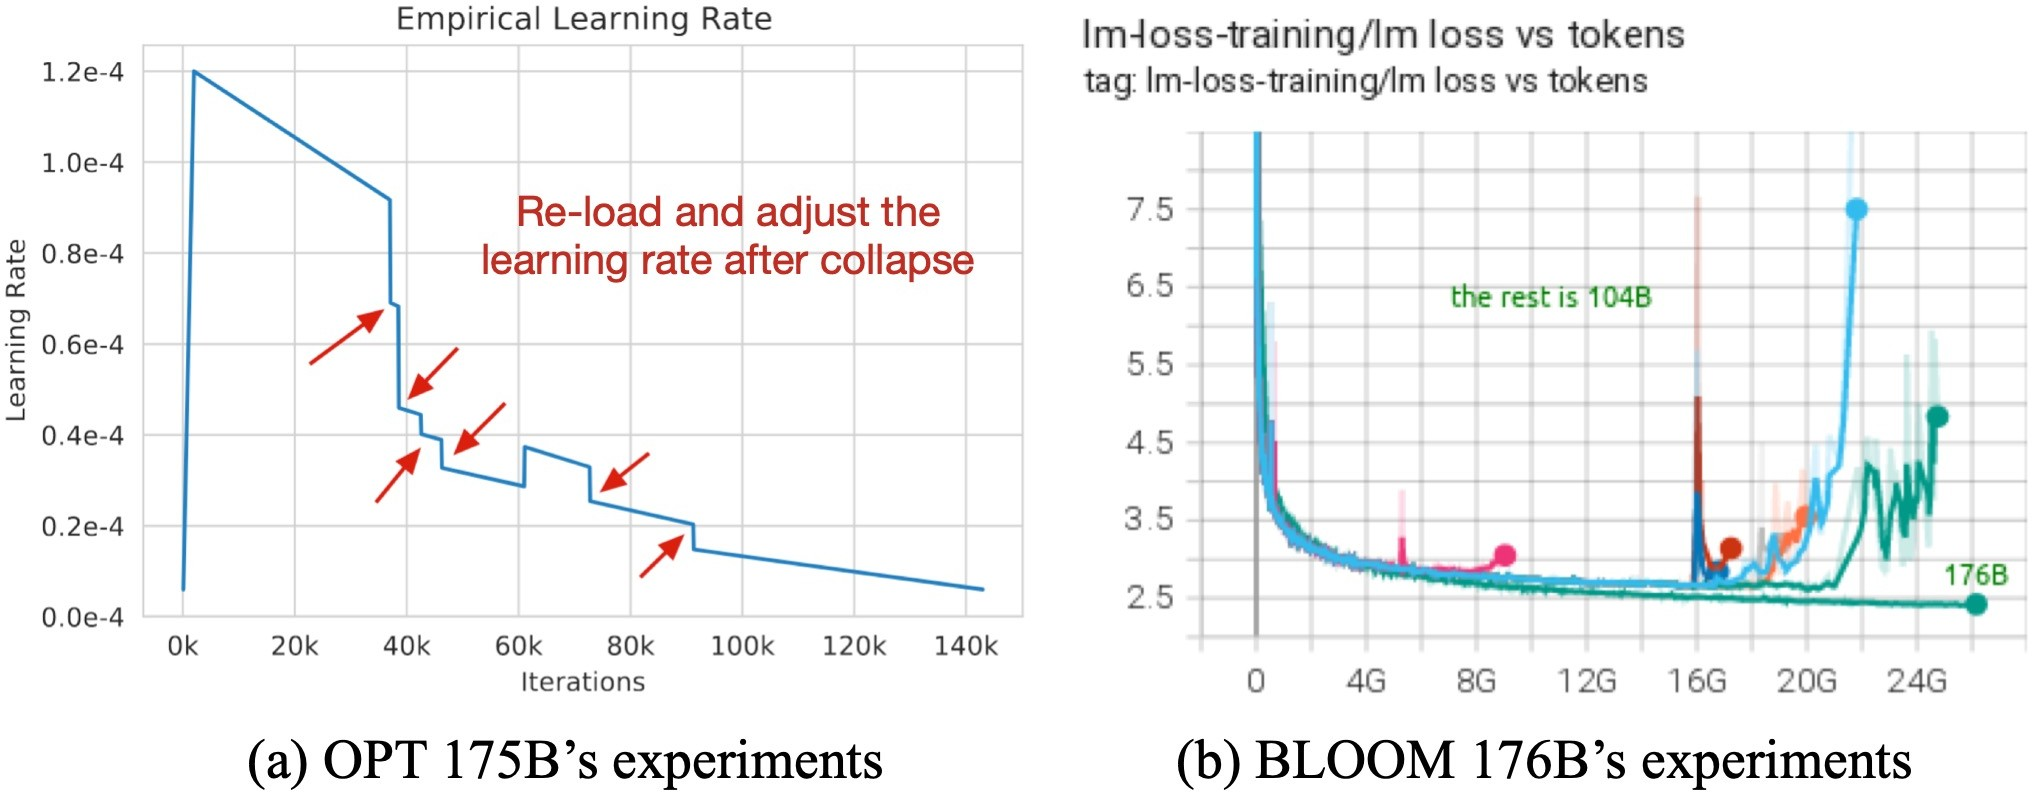 Empirical Learning Rate
1.2e-4
1.0e-4
0.8e-4
0.6e-4
0.4e-4
0.2e-4
0.0e-4
Learning Rate
Re-load and adjust the
learning rate after collapse
0k 20k 40k 60k 80k 100k 120k 140k
Iterations
(a) OPT 175B’s experiments
lm-loss-training/lm loss vs tokens
tag: lm-loss-training/lm loss vs tokens
7.5
6.5
5.5
4.5
3.5
2.5
the rest is 104B
176B
0 4G 8G 12G 16G 20G 24G
(b) BLOOM 176B’s experiments